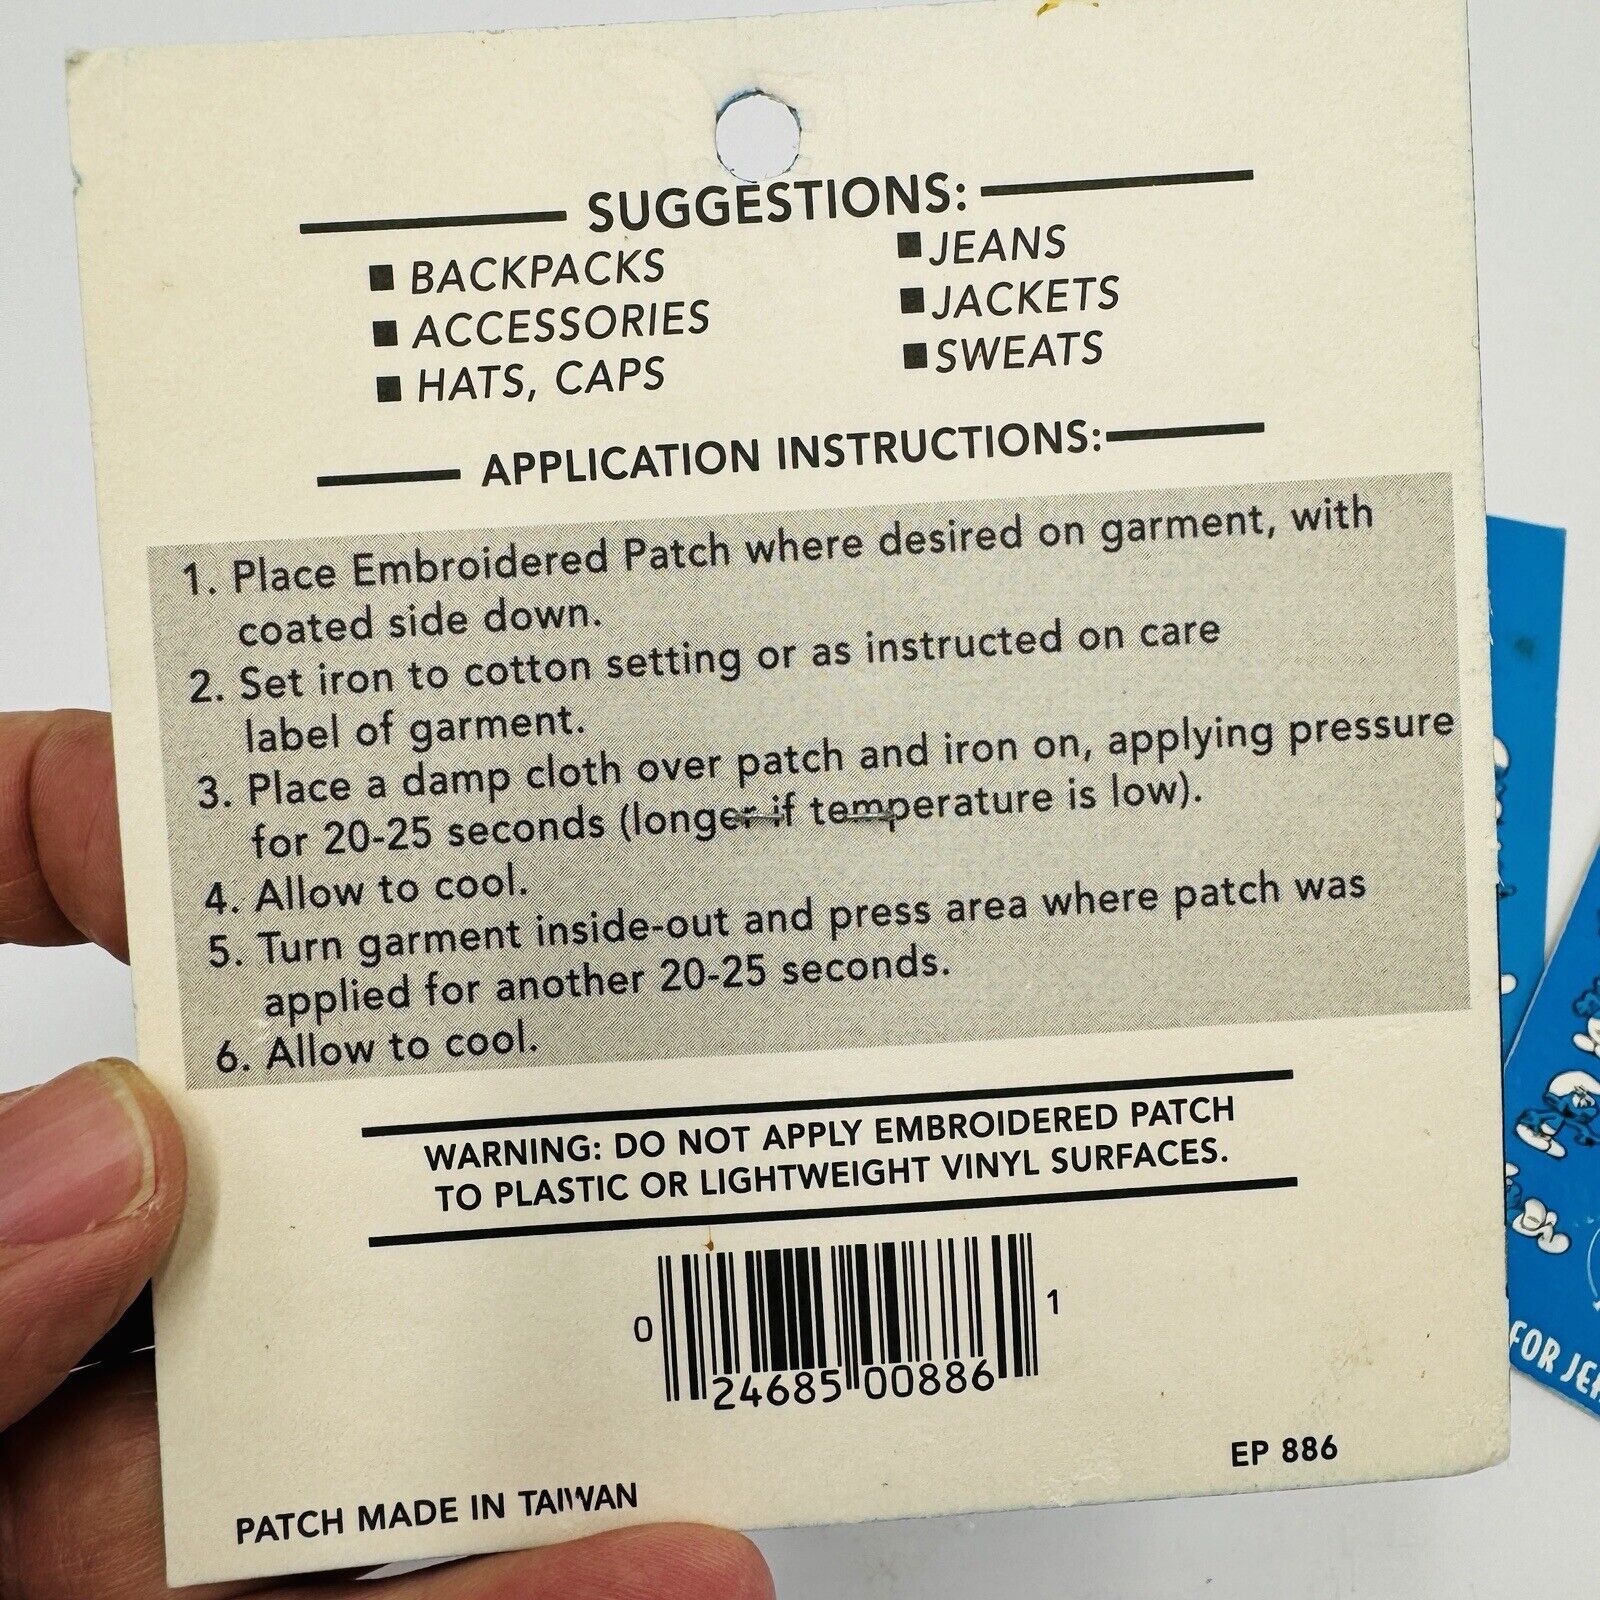 SUGGESTIONS:
■ BACKPACKS ■ JEANS
■ ACCESSORIES ■ JACKETS
■ HATS, CAPS ■ SWEATS
APPLICATION INSTRUCTIONS:
1. Place Embroidered Patch where desired on garment, with
coated side down.
2. Set iron to cotton setting or as instructed on care
label of garment.
3. Place a damp cloth over patch and iron on, applying pressure
for 20-25 seconds (longer if temperature is low).
4. Allow to cool.
5. Turn garment inside-out and press area where patch was
applied for another 20-25 seconds.
6. Allow to cool.
WARNING: DO NOT APPLY EMBROIDERED PATCH
TO PLASTIC OR LIGHTWEIGHT VINYL SURFACES.
0 24685 00886 1
EP 886
PATCH MADE IN TAIWAN
FOR